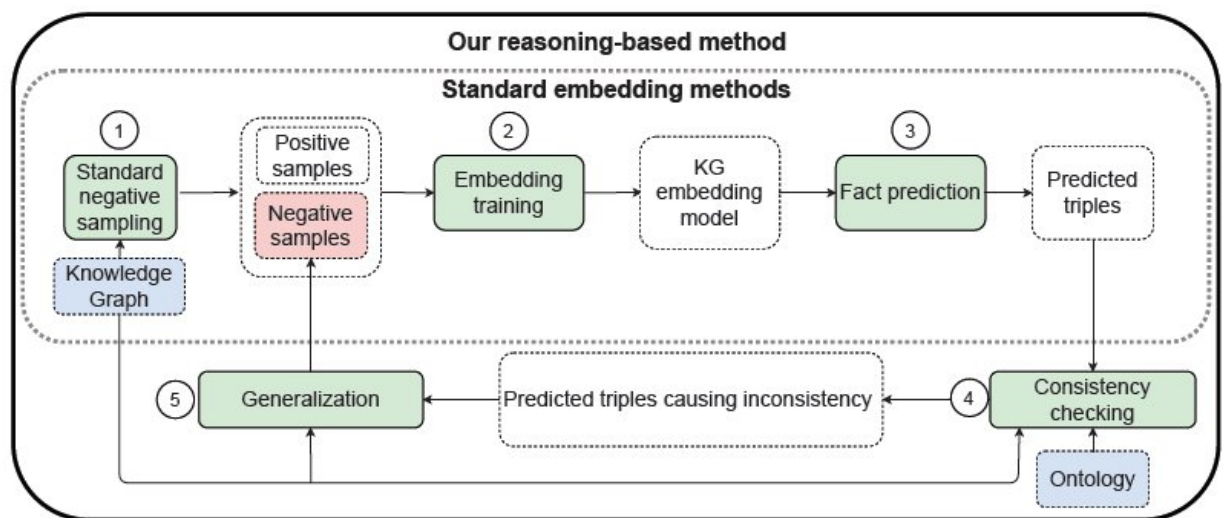 Our reasoning-based method
Standard embedding methods
1
2
3
Standard
negative
sampling
Positive
samples
Negative
samples
Embedding
training
KG
embedding
model
Fact prediction
Predicted
triples
Knowledge
Graph
5
Generalization
Predicted triples causing inconsistency
4
Consistency
checking
Ontology